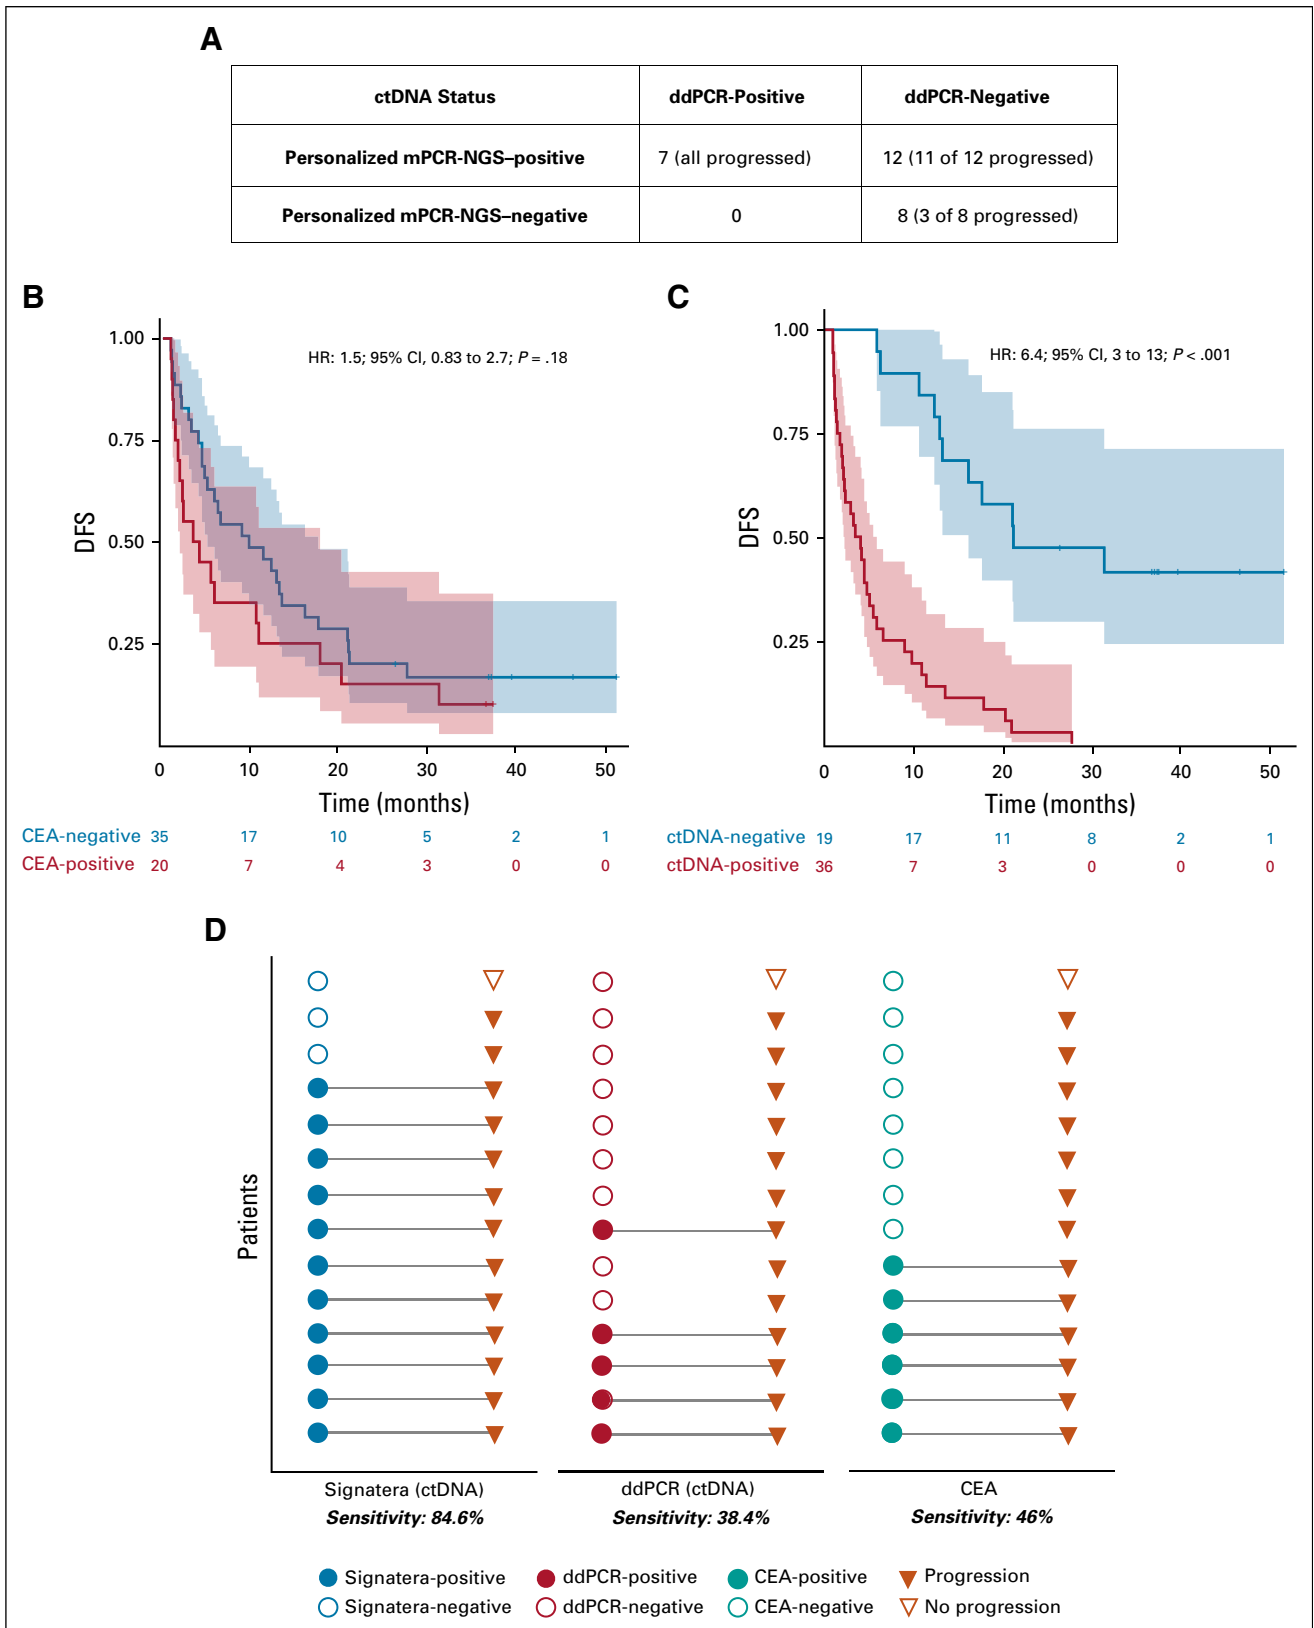 A
ctDNA Status ddPCR-Positive ddPCR-Negative
Personalized mPCR-NGS–positive 7 (all progressed) 12 (11 of 12 progressed)
Personalized mPCR-NGS–negative 0 8 (3 of 8 progressed)
B
HR: 1.5; 95% CI, 0.83 to 2.7; P = .18
1.00
0.75
0.50
0.25
DFS
0 10 20 30 40 50
Time (months)
CEA-negative 35 17 10 5 2 1
CEA-positive 20 7 4 3 0 0
C
HR: 6.4; 95% CI, 3 to 13; P < .001
1.00
0.75
0.50
0.25
DFS
0 10 20 30 40 50
Time (months)
ctDNA-negative 19 17 11 8 2 1
ctDNA-positive 36 7 3 0 0 0
D
Patients
Signatera (ctDNA) ddPCR (ctDNA) CEA
Sensitivity: 84.6% Sensitivity: 38.4% Sensitivity: 46%
Signatera-positive ddPCR-positive CEA-positive Progression
Signatera-negative ddPCR-negative CEA-negative No progression